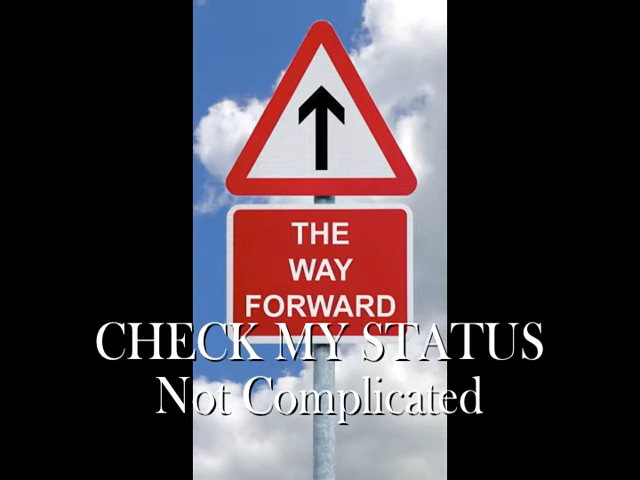 THE
WAY
FORWARD
CHECK MY STATUS
Not Complicated